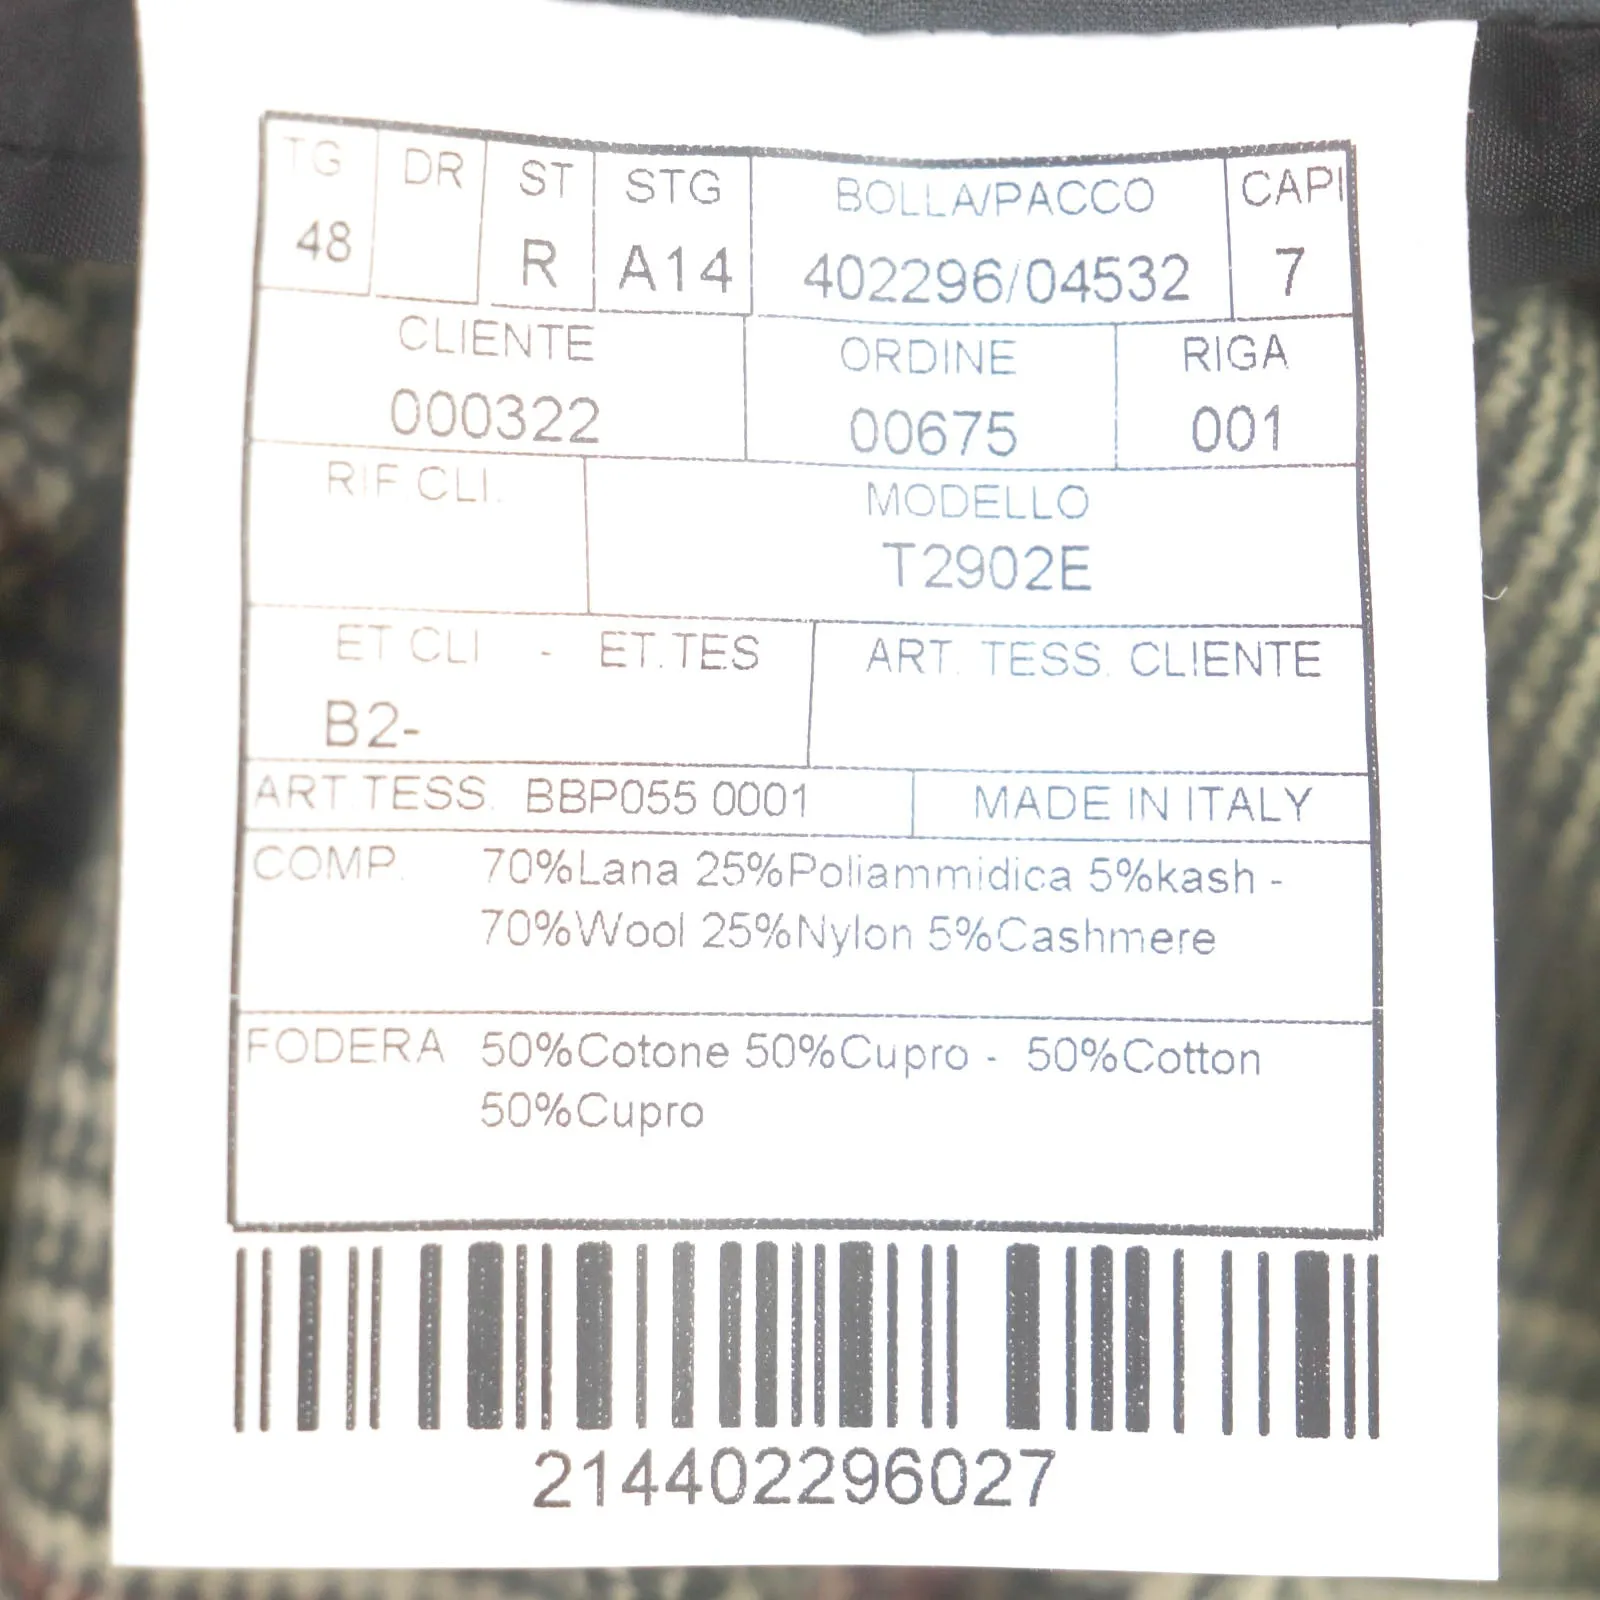 TG DR ST STG BOLLA/PACCO CAPI
48 R A14 402296/04532 7
CLIENTE ORDINE RIGA
000322 00675 001
RIF.CLI. MODELLO
T2902E
ET CLI - ET.TES ART. TESS. CLIENTE
B2-
ART.TESS. BBP055 0001 MADE IN ITALY
COMP. 70%Lana 25%Poliammidica 5%kash -
70%Wool 25%Nylon 5%Cashmere
FODERA 50%Cotone 50%Cupro - 50%Cotton
50%Cupro
214402296027